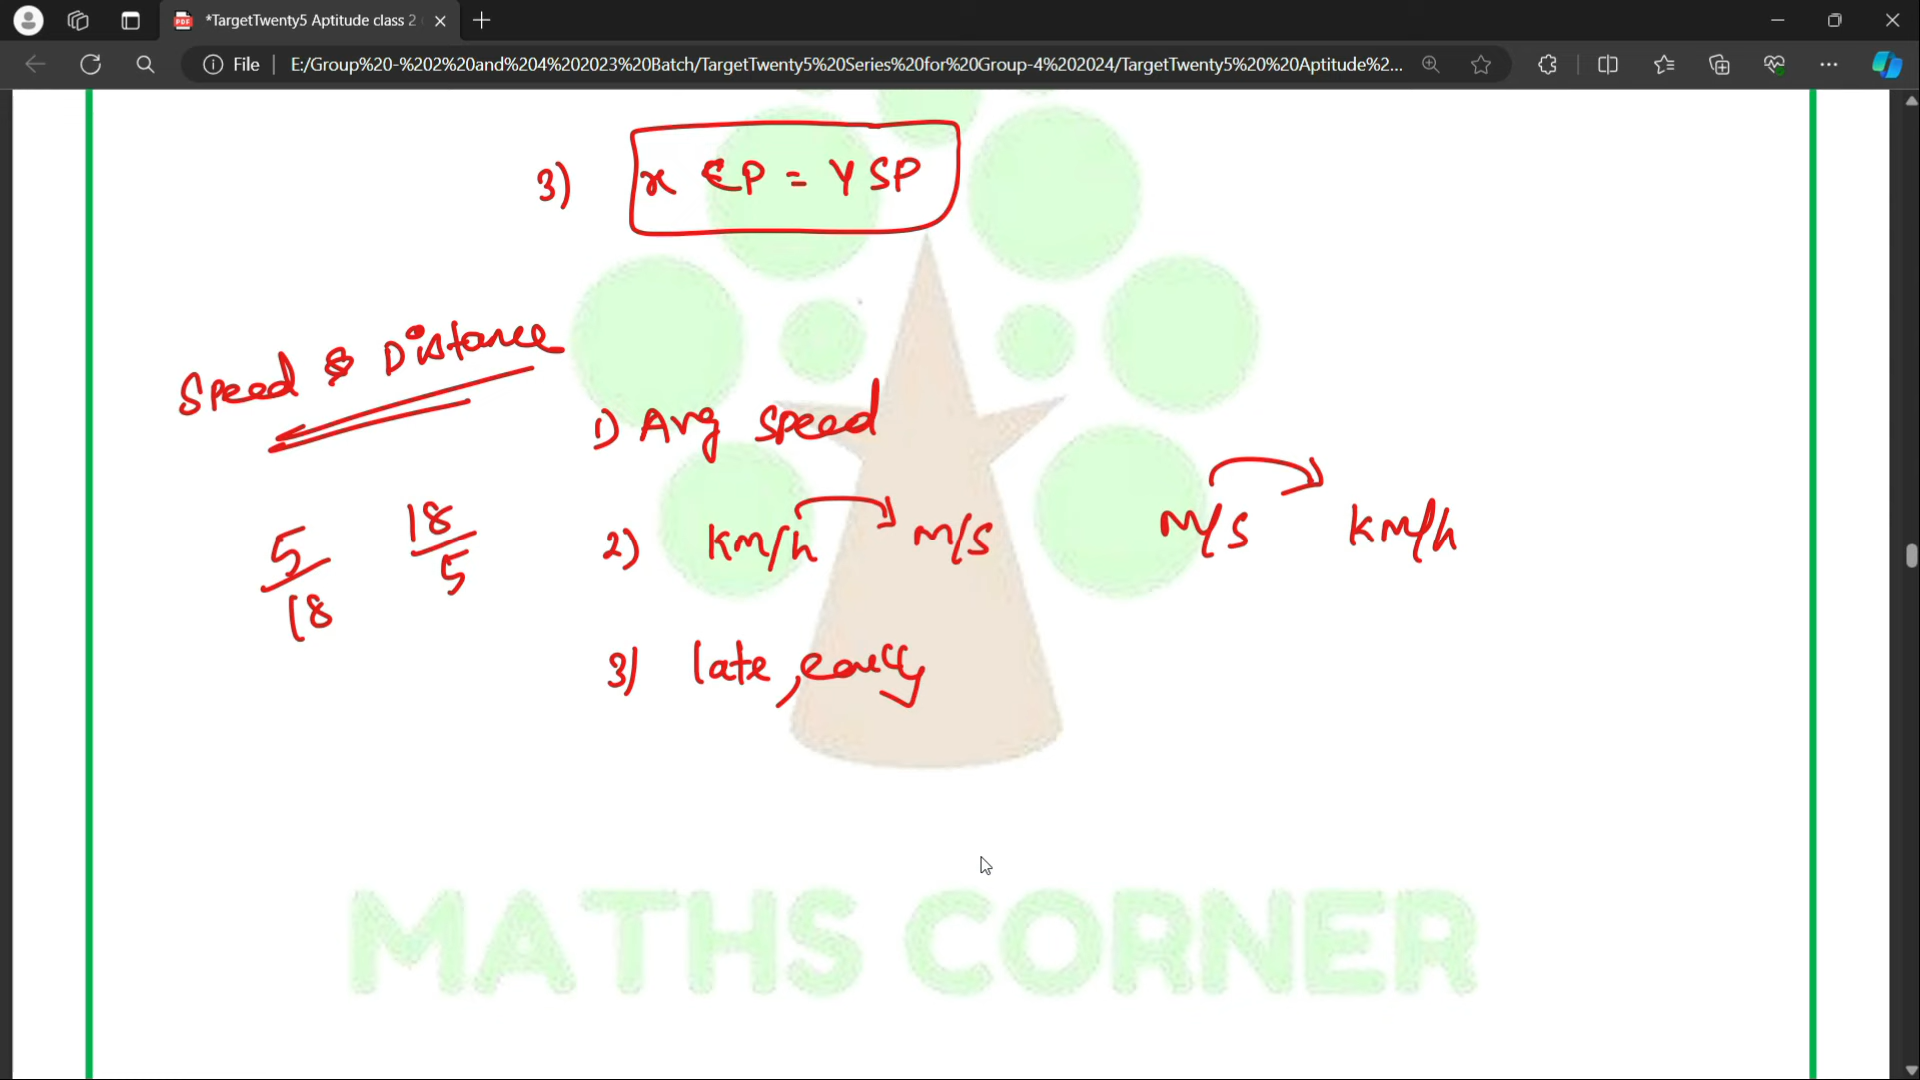 *TargetTwenty5 Aptitude class 2
File
E:/Group%20-%202%20and%204%202023%20Batch/TargetTwenty5%20Series%20for%20Group-4%202024/TargetTwenty5%20%20Aptitude%2...
3) x CP = Y SP
Speed & Distance
1) Avg Speed
5/18 18/5
2) KM/h M/S M/S KM/h
3) late, early
MATHS CORNER